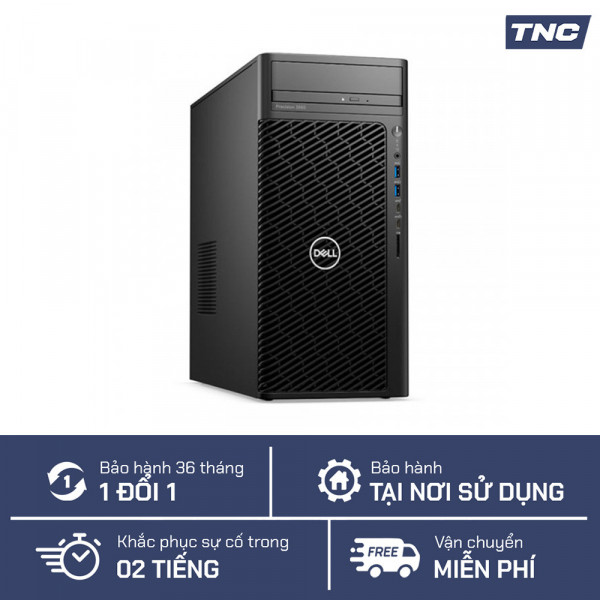 TNC
DELL
Bảo hành 36 tháng
1
1 ĐỔI 1
Bảo hành
TẠI NƠI SỬ DỤNG
Khắc phục sự cố trong
02 TIẾNG
FREE
Vận chuyển
MIỄN PHÍ